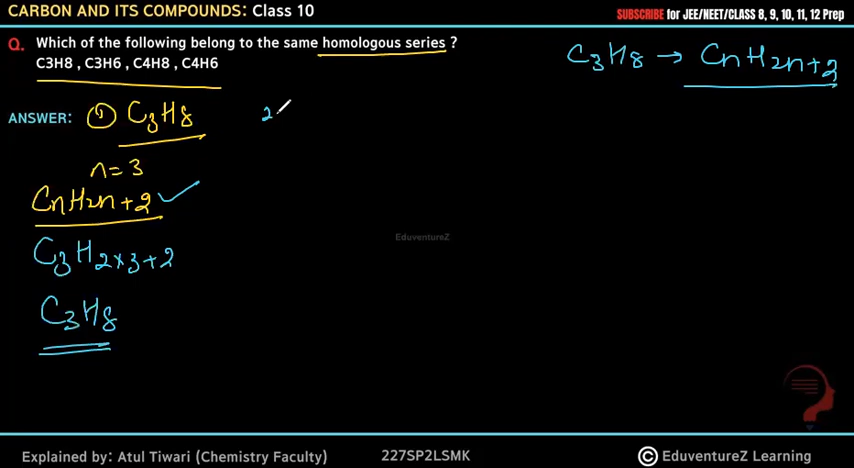 CARBON AND ITS COMPOUNDS: Class 10
SUBSCRIBE for JEE/NEET/CLASS 8, 9, 10, 11, 12 Prep
Q. Which of the following belong to the same homologous series ?
C3H8 , C3H6 , C4H8 , C4H6
C3H8 → CnH2n+2
ANSWER: ① C3H8
2
n=3
CnH2n+2 ✓
C3H2×3+2
EduventureZ
C3H8
Explained by: Atul Tiwari (Chemistry Faculty)
227SP2LSMK
© EduventureZ Learning